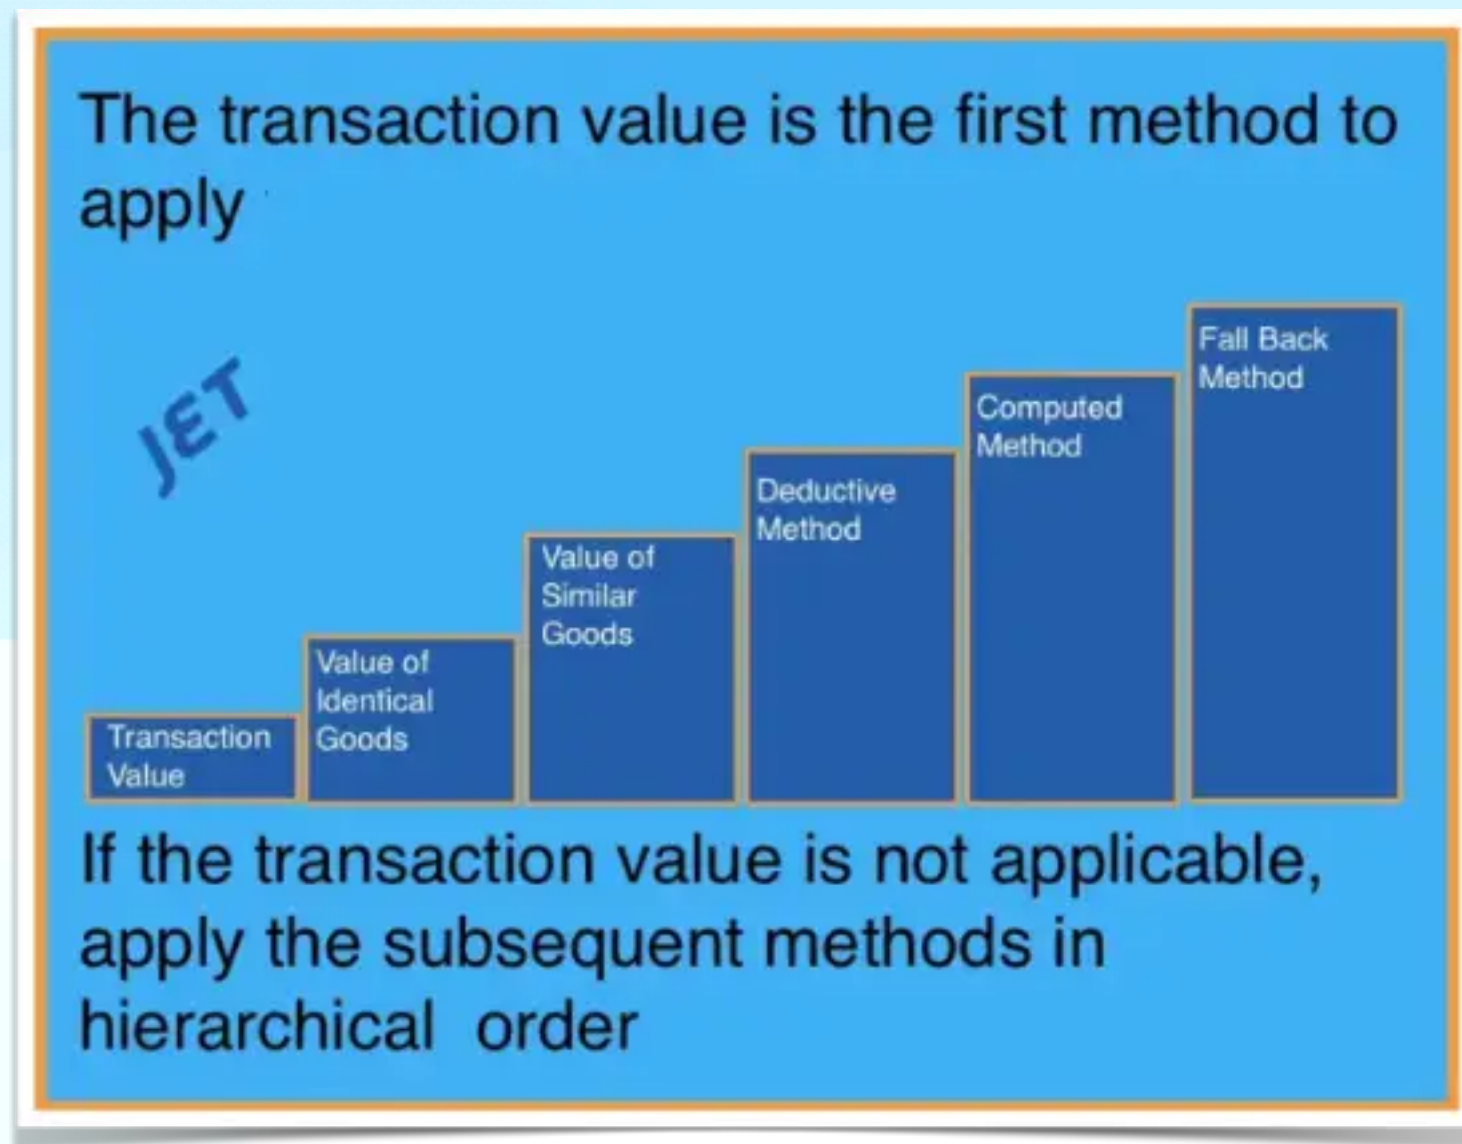 The transaction value is the first method to
apply
JET
Fall Back
Method
Computed
Method
Deductive
Method
Value of
Similar
Goods
Value of
Identical
Goods
Transaction
Value
If the transaction value is not applicable,
apply the subsequent methods in
hierarchical order